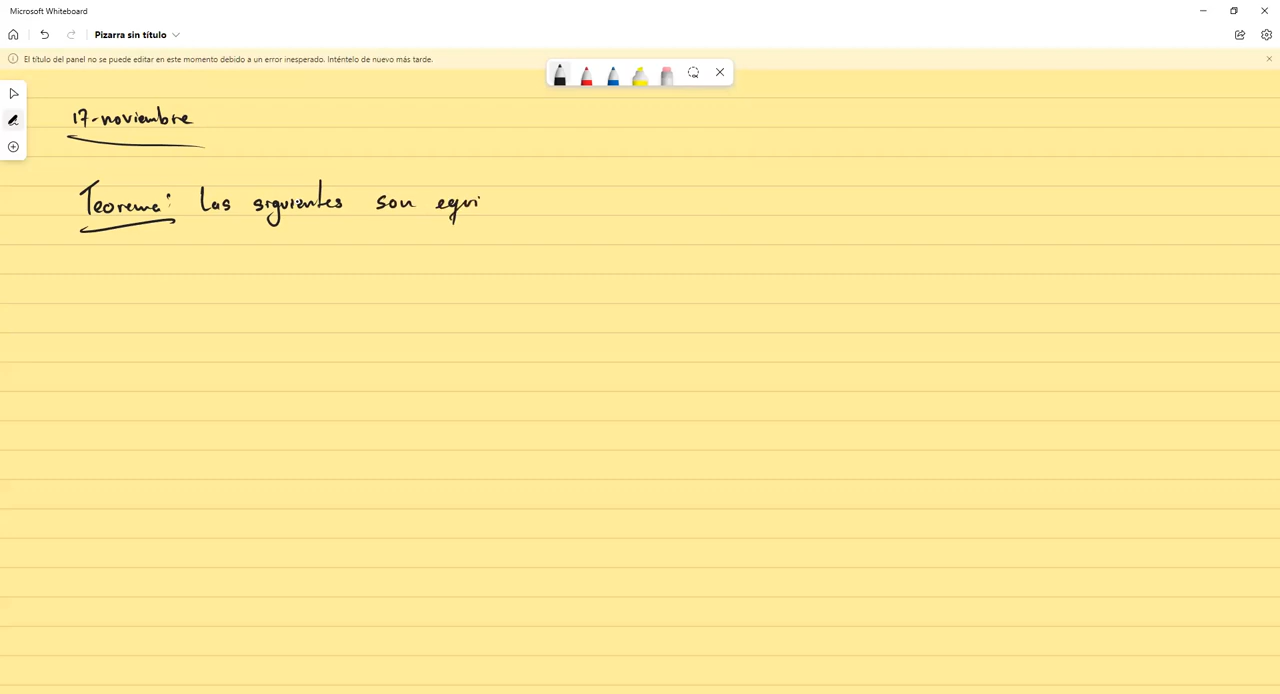 Microsoft Whiteboard
Pizarra sin título
El título del panel no se puede editar en este momento debido a un error inesperado. Inténtelo de nuevo más tarde.
17-noviembre
Teorema: Las siguientes son equi